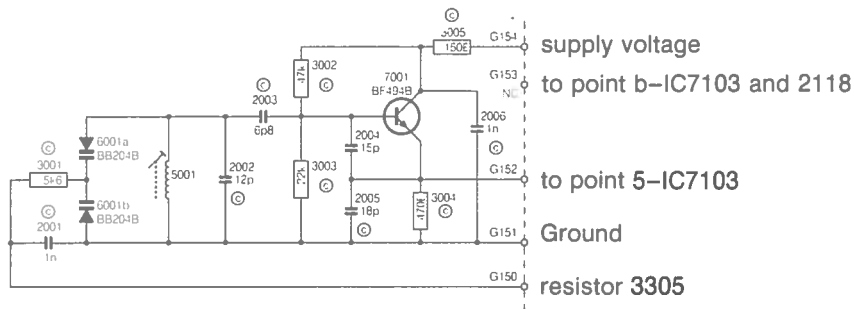 C
G154
3005
150E
supply voltage
C
3002
47k
C
7001
BF494B
G153
to point b-IC7103 and 2118
NC
C
2003
6p8
2006
1n
C
6001a
BB204B
C
3001
5k6
5001
2002
12p
C
3003
22k
C
2004
15p
G152
to point 5-IC7103
6001b
BB204B
C
2001
1n
2005
18p
C
3004
470E
C
G151
Ground
G150
resistor 3305